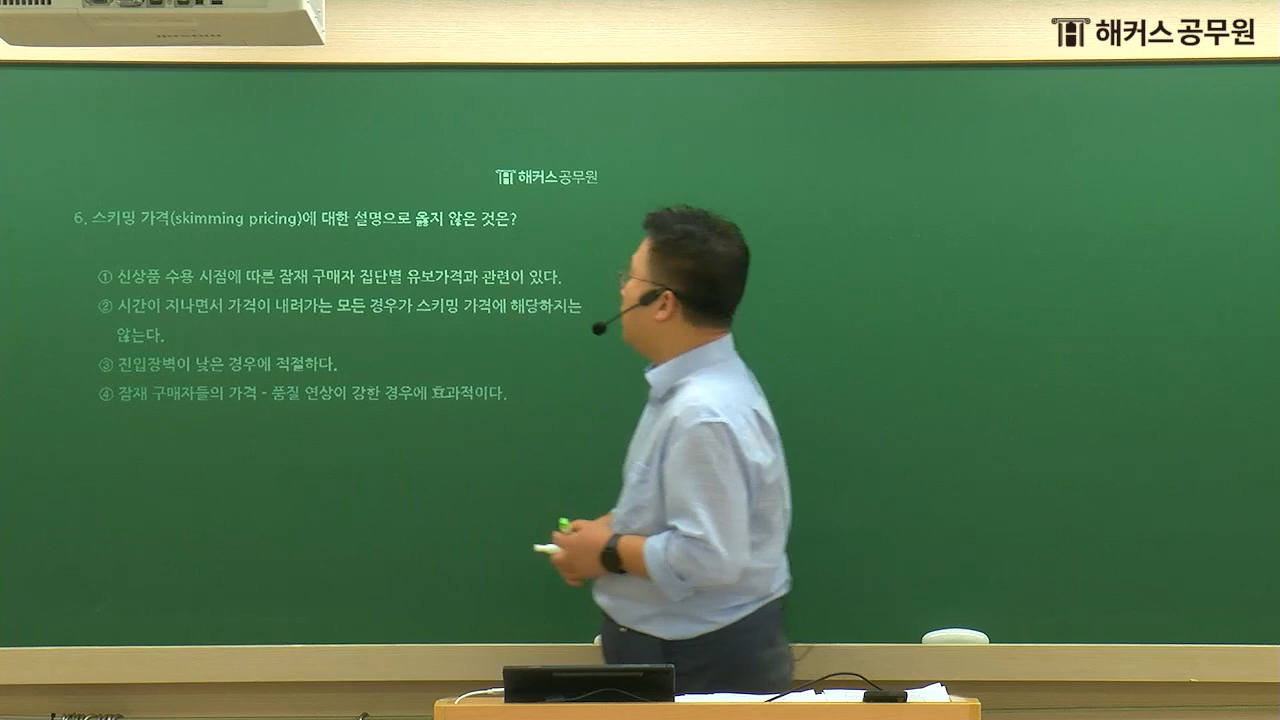 해커스공무원
해커스공무원
6. 스키밍 가격(skimming pricing)에 대한 설명으로 옳지 않은 것은?
① 신상품 수용 시점에 따른 잠재 구매자 집단별 유보가격과 관련이 있다.
② 시간이 지나면서 가격이 내려가는 모든 경우가 스키밍 가격에 해당하지는
않는다.
③ 진입장벽이 낮은 경우에 적절하다.
④ 잠재 구매자들의 가격 - 품질 연상이 강한 경우에 효과적이다.